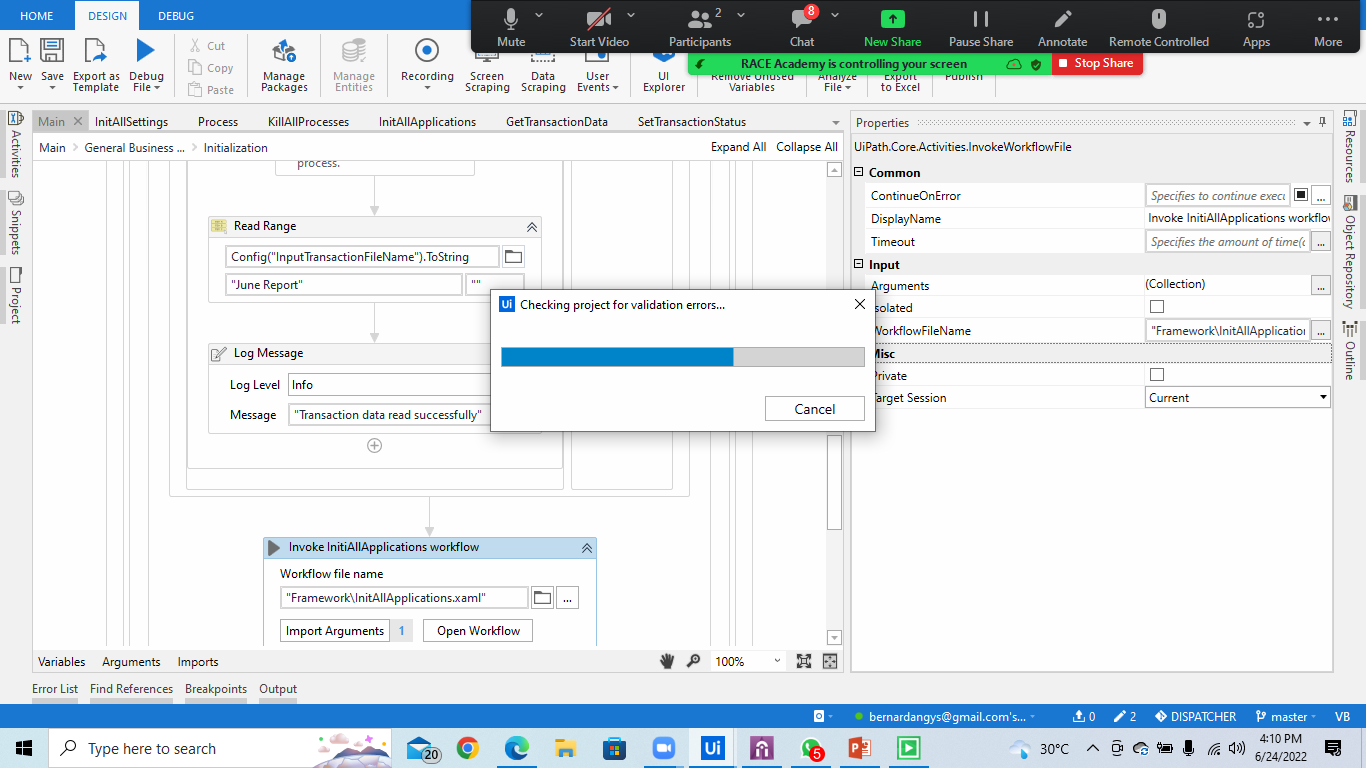 HOME
DESIGN
DEBUG
Mute
Start Video
2
Participants
8
Chat
New Share
Pause Share
Annotate
Remote Controlled
Apps
More
RACE Academy is controlling your screen
Stop Share
New
Save
Export as
Template
Debug
File
Cut
Copy
Paste
Manage
Packages
Manage
Entities
Recording
Screen
Scraping
Data
Scraping
User
Events
UI
Explorer
Remove Unused
Variables
Analyze
File
Export
to Excel
Publish
Main
InitAllSettings
Process
KillAllProcesses
InitAllApplications
GetTransactionData
SetTransactionStatus
Main > General Business ... > Initialization
Expand All
Collapse All
Activities
Snippets
Project
process.
Read Range
Config("InputTransactionFileName").ToString
"June Report"
""
Log Message
Log Level
Info
Message
"Transaction data read successfully"
Invoke InitiAllApplications workflow
Workflow file name
"Framework\InitAllApplications.xaml"
...
Import Arguments
1
Open Workflow
Ui
Checking project for validation errors...
Cancel
Properties
UiPath.Core.Activities.InvokeWorkflowFile
Common
ContinueOnError
Specifies to continue execu
...
DisplayName
Invoke InitiAllApplications workflov
Timeout
Specifies the amount of time(
...
Input
Arguments
(Collection)
...
solated
WorkflowFileName
"Framework\InitAllApplication
...
Misc
Private
Target Session
Current
Resources
Object Repository
Outline
Variables
Arguments
Imports
100%
Error List
Find References
Breakpoints
Output
bernardangys@gmail.com's...
0
2
DISPATCHER
master
VB
Type here to search
20
Ui
5
30°C
4:10 PM
6/24/2022